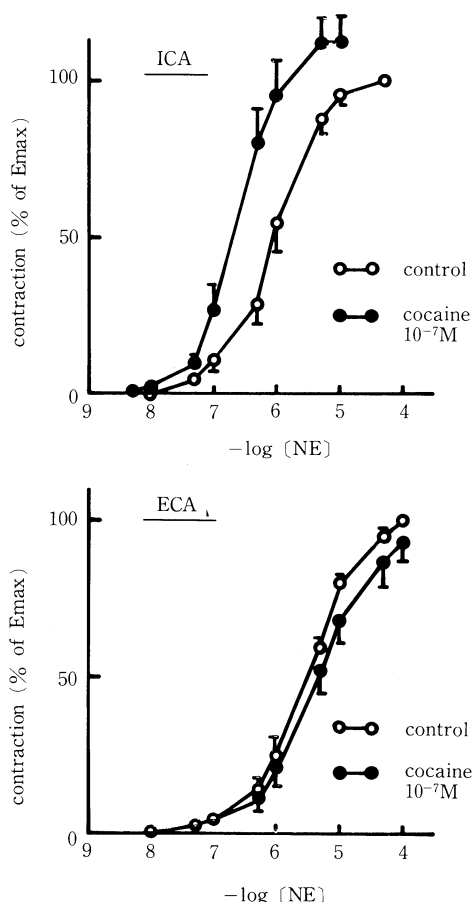 ICA
100
50
0
contraction (% of Emax)
control
cocaine
10⁻⁷M
9 8 7 6 5 4
−log 〔NE〕
ECA
100
50
0
contraction (% of Emax)
control
cocaine
10⁻⁷M
9 8 7 6 5 4
−log 〔NE〕